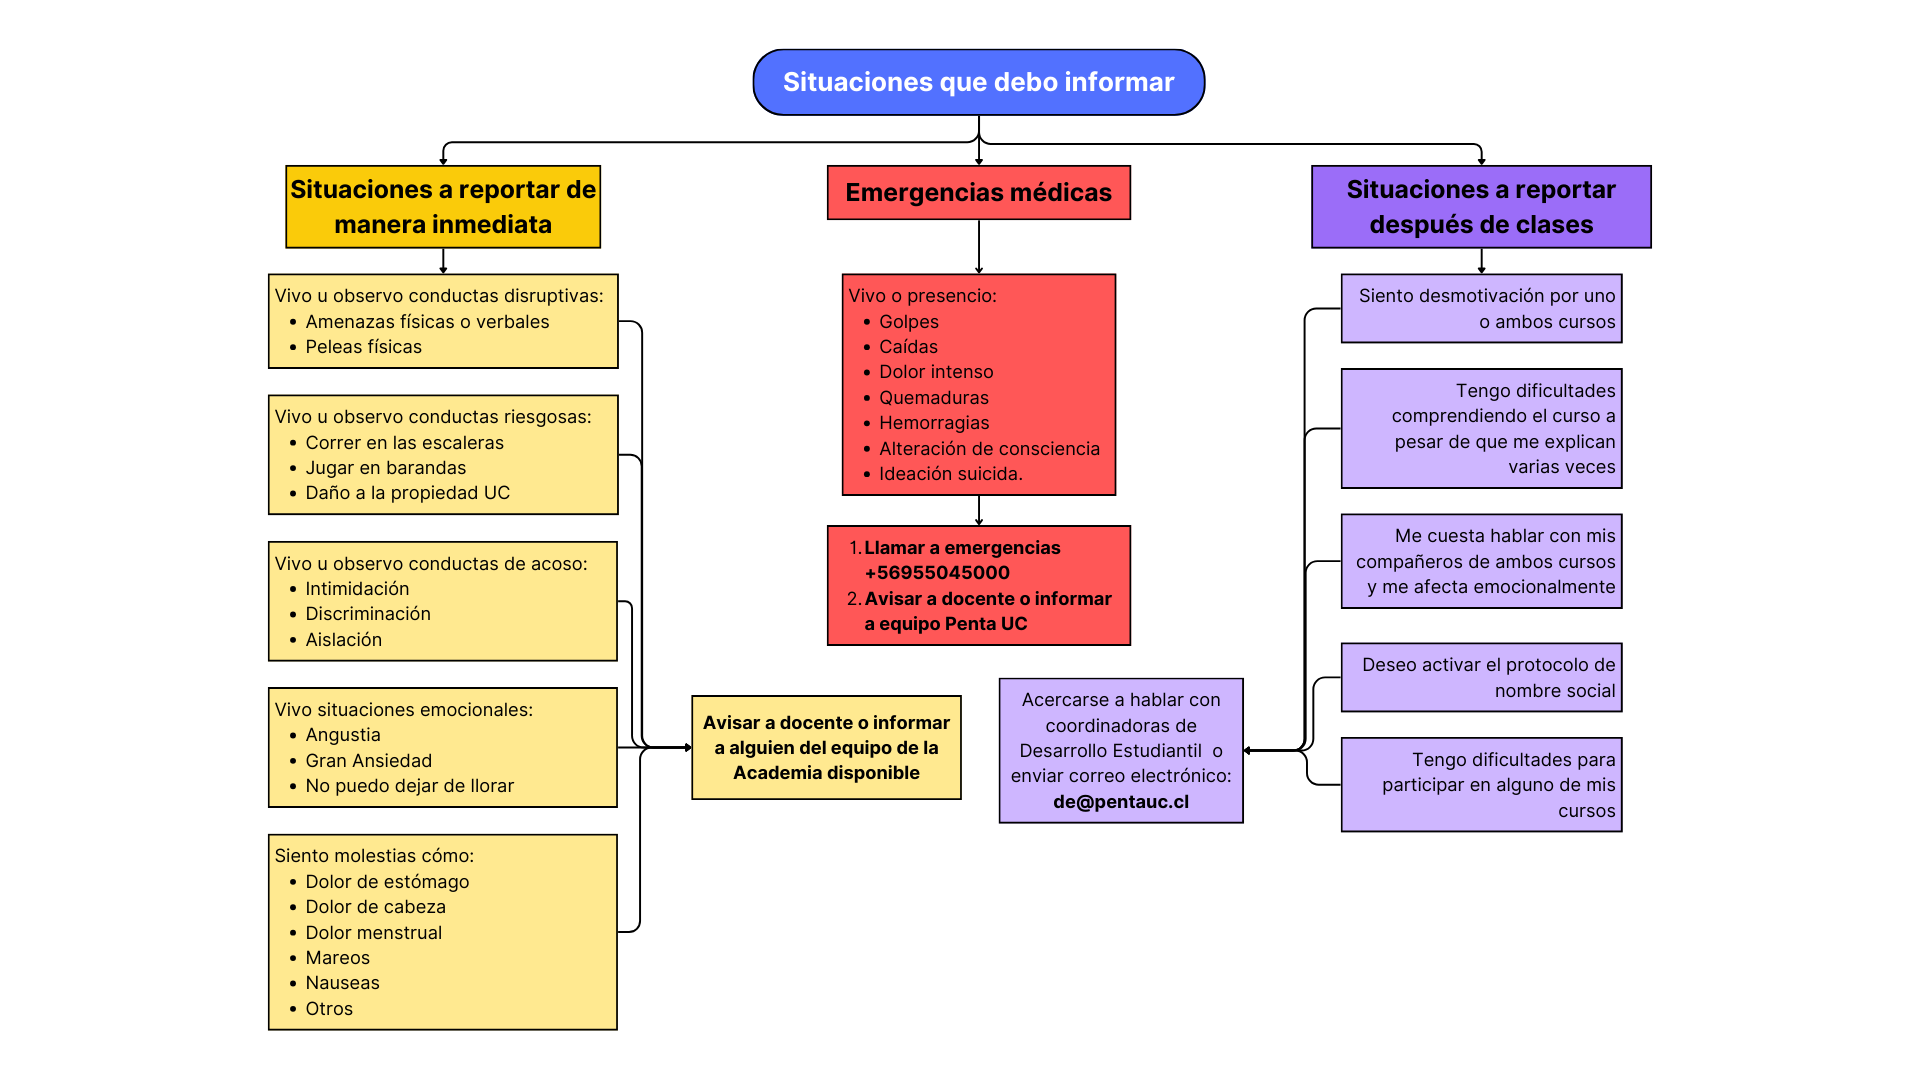 Situaciones que debo informar
Situaciones a reportar de
manera inmediata
Vivo u observo conductas disruptivas:
• Amenazas físicas o verbales
• Peleas físicas
Vivo u observo conductas riesgosas:
• Correr en las escaleras
• Jugar en barandas
• Daño a la propiedad UC
Vivo u observo conductas de acoso:
• Intimidación
• Discriminación
• Aislación
Vivo situaciones emocionales:
• Angustia
• Gran Ansiedad
• No puedo dejar de llorar
Siento molestias cómo:
• Dolor de estómago
• Dolor de cabeza
• Dolor menstrual
• Mareos
• Nauseas
• Otros
Avisar a docente o informar
a alguien del equipo de la
Academia disponible
Emergencias médicas
Vivo o presencio:
• Golpes
• Caídas
• Dolor intenso
• Quemaduras
• Hemorragias
• Alteración de consciencia
• Ideación suicida.
1. Llamar a emergencias
+56955045000
2. Avisar a docente o informar
a equipo Penta UC
Situaciones a reportar
después de clases
Siento desmotivación por uno
o ambos cursos
Tengo dificultades
comprendiendo el curso a
pesar de que me explican
varias veces
Me cuesta hablar con mis
compañeros de ambos cursos
y me afecta emocionalmente
Deseo activar el protocolo de
nombre social
Tengo dificultades para
participar en alguno de mis
cursos
Acercarse a hablar con
coordinadoras de
Desarrollo Estudiantil o
enviar correo electrónico:
de@pentauc.cl